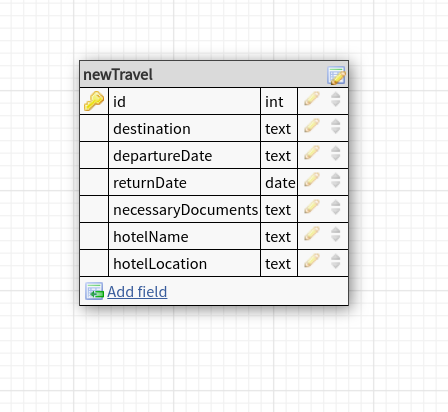 newTravel
id int
destination text
departureDate text
returnDate date
necessaryDocuments text
hotelName text
hotelLocation text
Add field